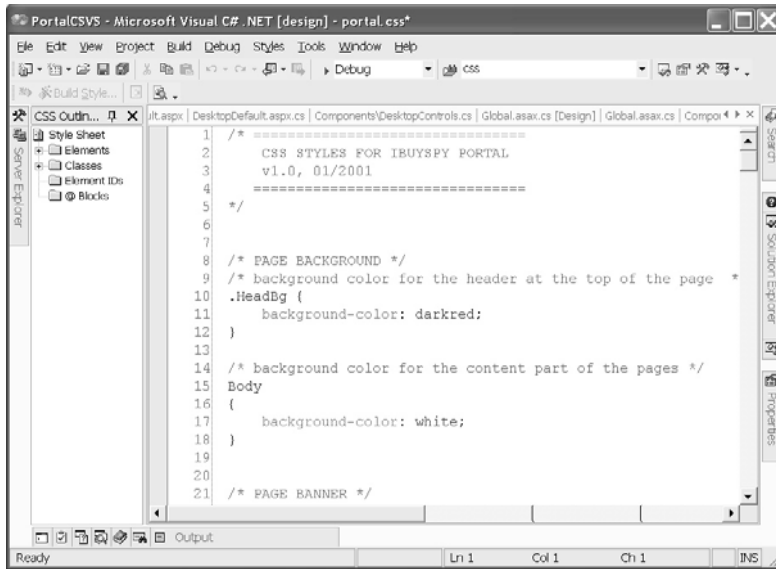 PortalCSVS - Microsoft Visual C# .NET [design] - portal.css*
File Edit View Project Build Debug Styles Tools Window Help
Debug css
Build Style...
CSS Outlin...
ult.aspx | DesktopDefault.aspx.cs | Components\DesktopControls.cs | Global.asax.cs [Design] | Global.asax.cs | Compor
Style Sheet
Elements
Classes
Element IDs
@ Blocks
Server Explorer
1 /* ==================================
2 CSS STYLES FOR IBUYSPY PORTAL
3 v1.0, 01/2001
4 ==================================
5 */
6
7
8 /* PAGE BACKGROUND */
9 /* background color for the header at the top of the page *
10 .HeadBg {
11 background-color: darkred;
12 }
13
14 /* background color for the content part of the pages */
15 Body
16 {
17 background-color: white;
18 }
19
20
21 /* PAGE BANNER */
Search
Solution Explorer
Properties
Output
Ready Ln 1 Col 1 Ch 1 INS